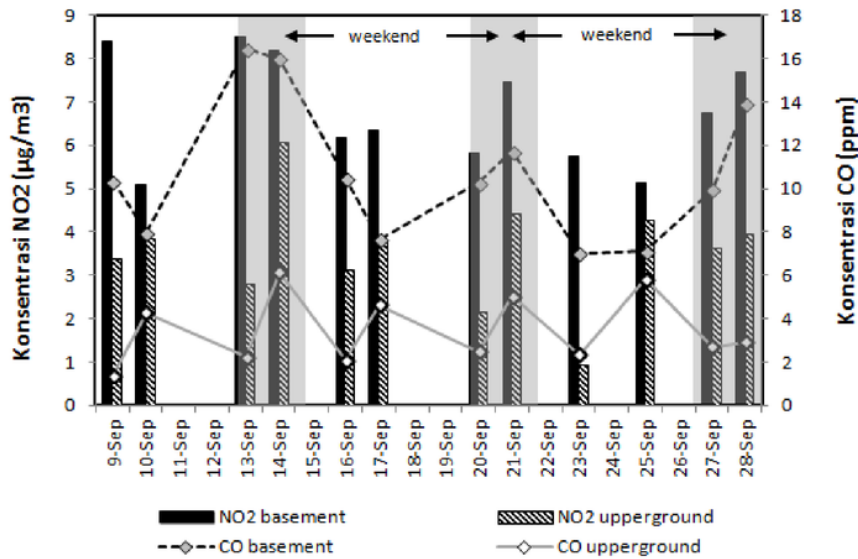 Konsentrasi NO2 (µg/m3)
9
8
7
6
5
4
3
2
1
0
weekend
weekend
18
16
14
12
10
8
6
4
2
0
Konsentrasi CO (ppm)
9-Sep
10-Sep
11-Sep
12-Sep
13-Sep
14-Sep
15-Sep
16-Sep
17-Sep
18-Sep
19-Sep
20-Sep
21-Sep
22-Sep
23-Sep
24-Sep
25-Sep
26-Sep
27-Sep
28-Sep
NO2 basement
NO2 upperground
CO basement
CO upperground